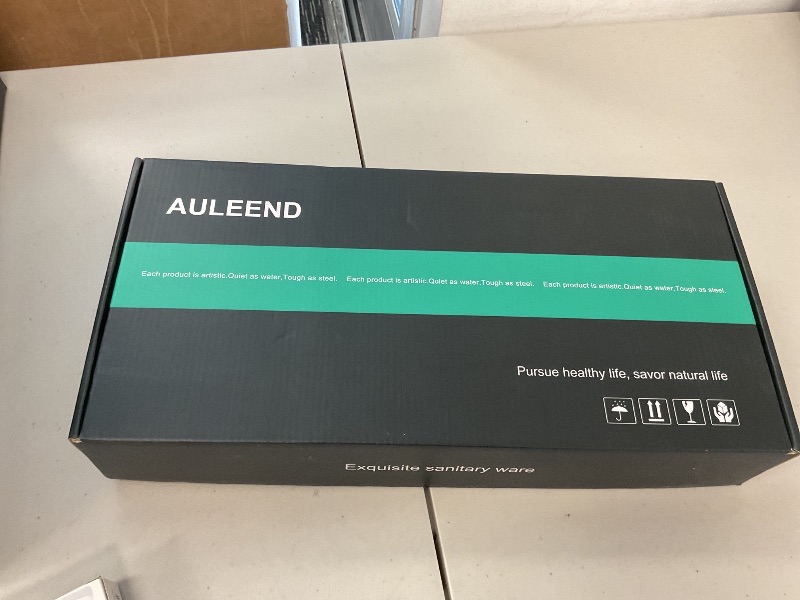 AULEEND
Each product is artistic.Quiet as water,Tough as steel. Each product is artistic.Quiet as water,Tough as steel. Each product is artistic.Quiet as water,Tough as steel.
Pursue healthy life, savor natural life
Exquisite sanitary ware